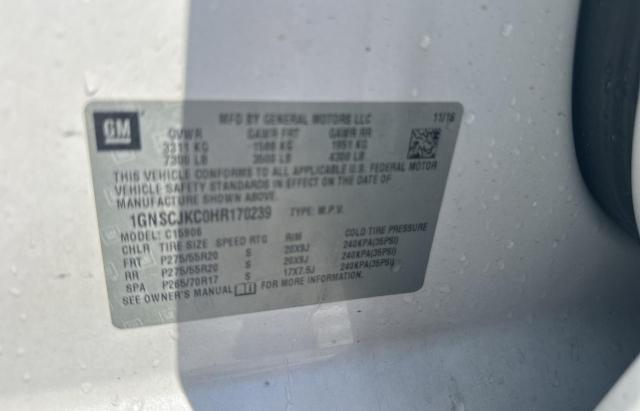 GM
MFD BY GENERAL MOTORS LLC 11/16
GVWR GAWR FRT GAWR RR
3311 KG 1588 KG 1951 KG
7300 LB 3500 LB 4300 LB
THIS VEHICLE CONFORMS TO ALL APPLICABLE U.S. FEDERAL MOTOR
VEHICLE SAFETY STANDARDS IN EFFECT ON THE DATE OF
MANUFACTURE SHOWN ABOVE.
1GNSCJKC0HR170239 TYPE: M.P.V.
MODEL: C15906
CHLR TIRE SIZE SPEED RTG RIM COLD TIRE PRESSURE
FRT P275/55R20 S 20X9J 240KPA(35PSI)
RR P275/55R20 S 20X9J 240KPA(35PSI)
SPA P265/70R17 S 17X7.5J 240KPA(35PSI)
SEE OWNER'S MANUAL FOR MORE INFORMATION.